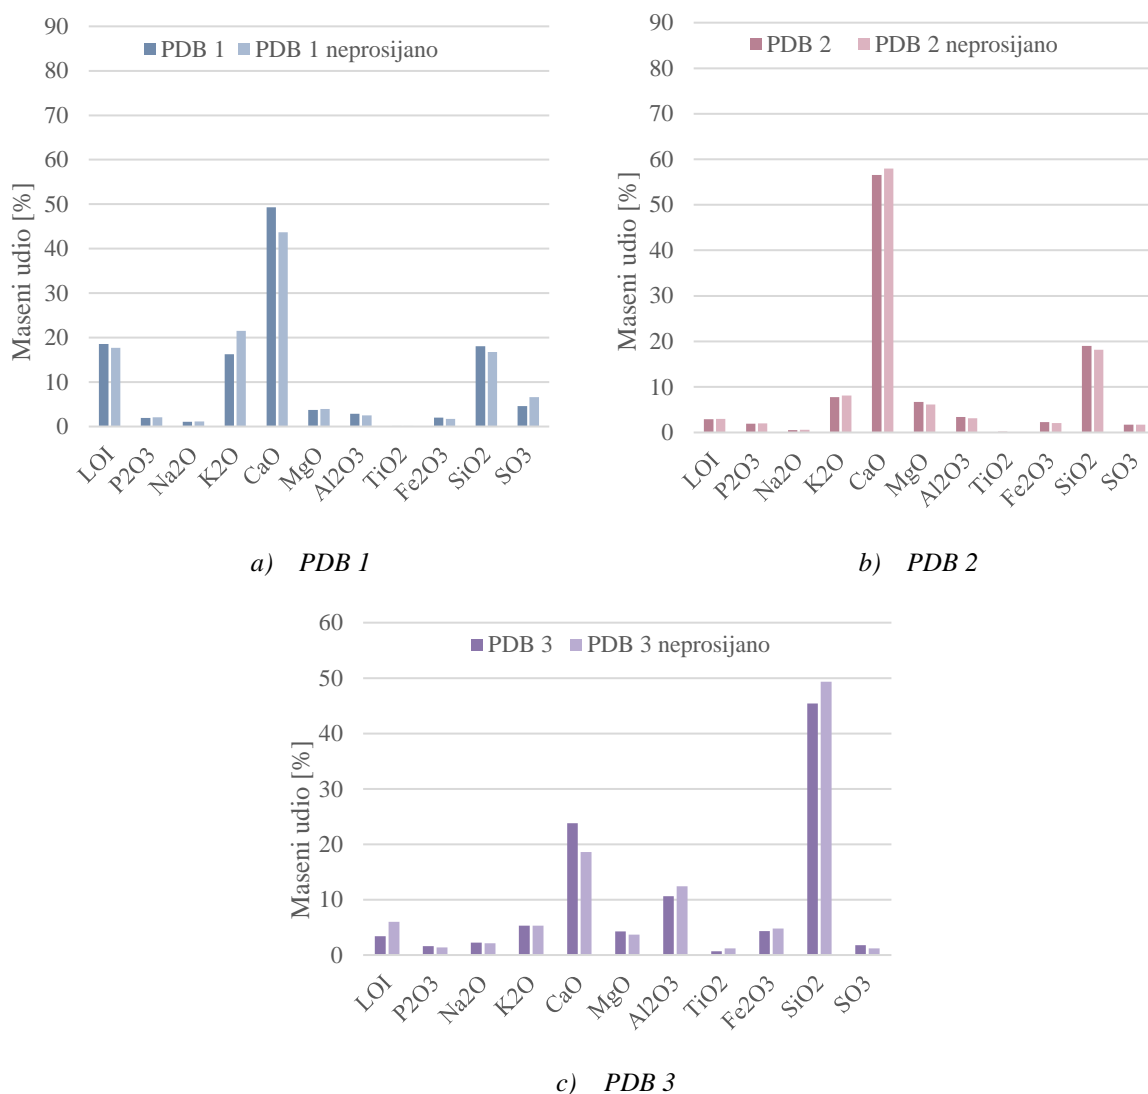 PDB 1 PDB 1 neprosijano
Maseni udio [%]
90
80
70
60
50
40
30
20
10
0
LOI P2O3 Na2O K2O CaO MgO Al2O3 TiO2 Fe2O3 SiO2 SO3
a) PDB 1
PDB 2 PDB 2 neprosijano
Maseni udio [%]
90
80
70
60
50
40
30
20
10
0
LOI P2O3 Na2O K2O CaO MgO Al2O3 TiO2 Fe2O3 SiO2 SO3
b) PDB 2
PDB 3 PDB 3 neprosijano
Maseni udio [%]
60
50
40
30
20
10
0
LOI P2O3 Na2O K2O CaO MgO Al2O3 TiO2 Fe2O3 SiO2 SO3
c) PDB 3